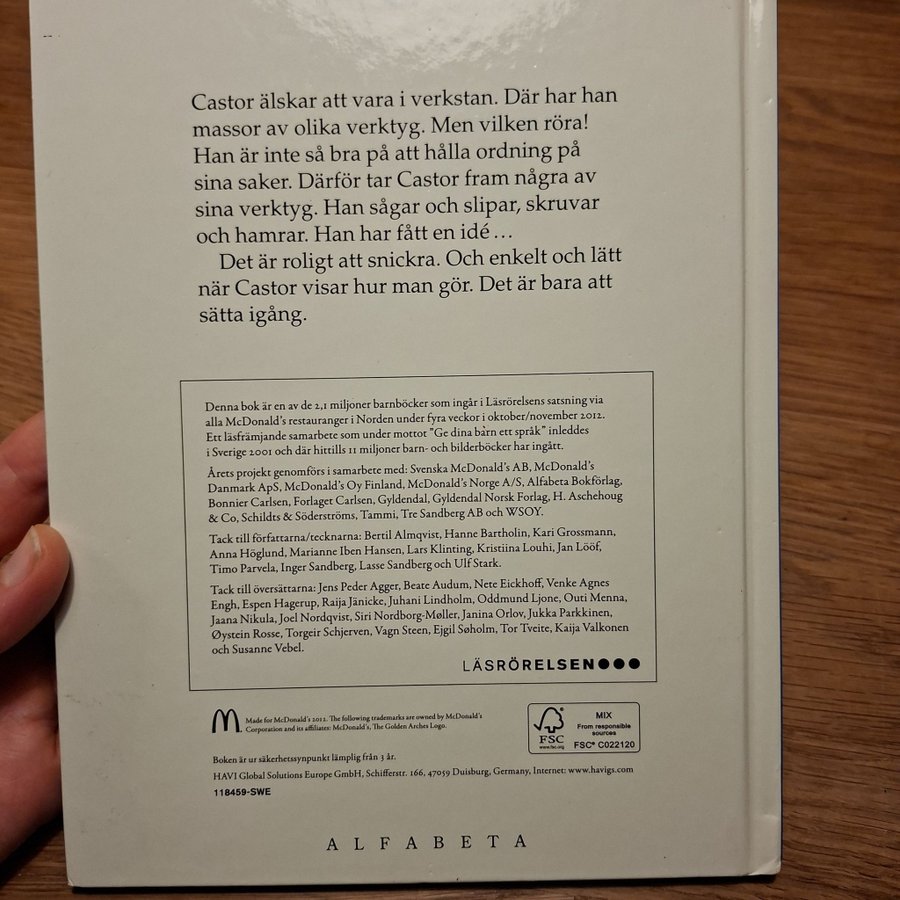 Castor älskar att vara i verkstan. Där har han
massor av olika verktyg. Men vilken röra!
Han är inte så bra på att hålla ordning på
sina saker. Därför tar Castor fram några av
sina verktyg. Han sågar och slipar, skruvar
och hamrar. Han har fått en idé ...
Det är roligt att snickra. Och enkelt och lätt
när Castor visar hur man gör. Det är bara att
sätta igång.
Denna bok är en av de 2,1 miljoner barnböcker som ingår i Läsrörelsens satsning via
alla McDonald's restauranger i Norden under fyra veckor i oktober/november 2012.
Ett läsfrämjande samarbete som under mottot "Ge dina barn ett språk" inleddes
i Sverige 2001 och där hittills 11 miljoner barn- och bilderböcker har ingått.
Årets projekt genomförs i samarbete med: Svenska McDonald's AB, McDonald's
Danmark ApS, McDonald's Oy Finland, McDonald's Norge A/S, Alfabeta Bokförlag,
Bonnier Carlsen, Forlaget Carlsen, Gyldendal, Gyldendal Norsk Forlag, H. Aschehoug
& Co, Schildts & Söderströms, Tammi, Tre Sandberg AB och WSOY.
Tack till författarna/tecknarna: Bertil Almqvist, Hanne Bartholin, Kari Grossmann,
Anna Höglund, Marianne Iben Hansen, Lars Klinting, Kristiina Louhi, Jan Lööf,
Timo Parvela, Inger Sandberg, Lasse Sandberg och Ulf Stark.
Tack till översättarna: Jens Peder Agger, Beate Audum, Nete Eickhoff, Venke Agnes
Engh, Espen Hagerup, Raija Jänicke, Juhani Lindholm, Oddmund Ljone, Outi Menna,
Jaana Nikula, Joel Nordqvist, Siri Nordborg-Møller, Janina Orlov, Jukka Parkkinen,
Øystein Rosse, Torgeir Schjerven, Vagn Steen, Ejgil Søholm, Tor Tveite, Kaija Valkonen
och Susanne Vebel.
LÄSRÖRELSEN
Made for McDonald's 2012. The following trademarks are owned by McDonald's
Corporation and its affiliates: McDonald's, The Golden Arches Logo.
FSC
www.fsc.org
MIX
From responsible
sources
FSC® C022120
Boken är ur säkerhetssynpunkt lämplig från 3 år.
HAVI Global Solutions Europe GmbH, Schifferstr. 166, 47059 Duisburg, Germany, Internet: www.havigs.com
118459-SWE
ALFABETA